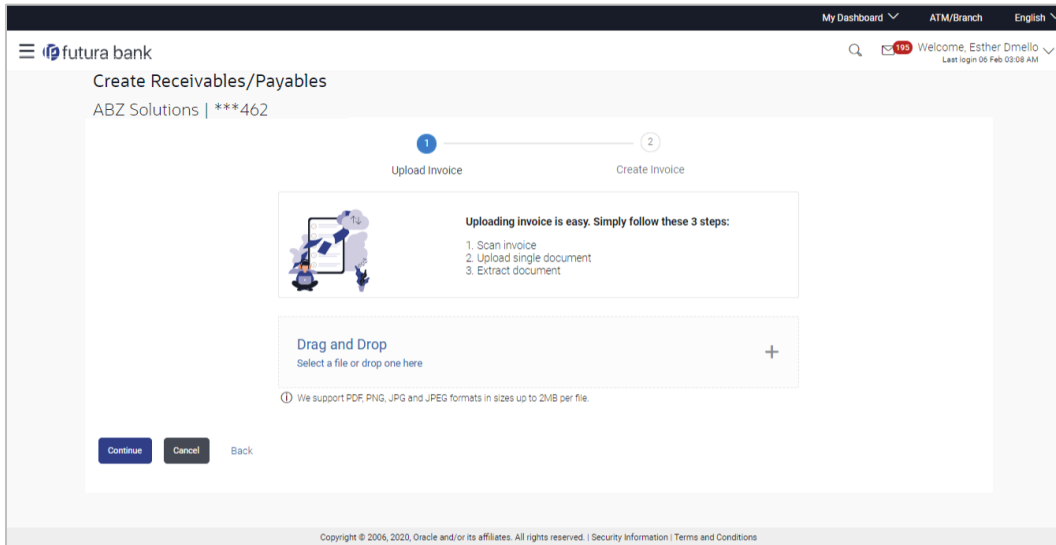 My Dashboard ATM/Branch English
futura bank
195 Welcome, Esther Dmello
Last login 06 Feb 03:08 AM
Create Receivables/Payables
ABZ Solutions | ***462
1 2
Upload Invoice Create Invoice
Uploading invoice is easy. Simply follow these 3 steps:
1. Scan invoice
2. Upload single document
3. Extract document
Drag and Drop
Select a file or drop one here
We support PDF, PNG, JPG and JPEG formats in sizes up to 2MB per file.
Continue Cancel Back
Copyright © 2006, 2020, Oracle and/or its affiliates. All rights reserved. | Security Information | Terms and Conditions